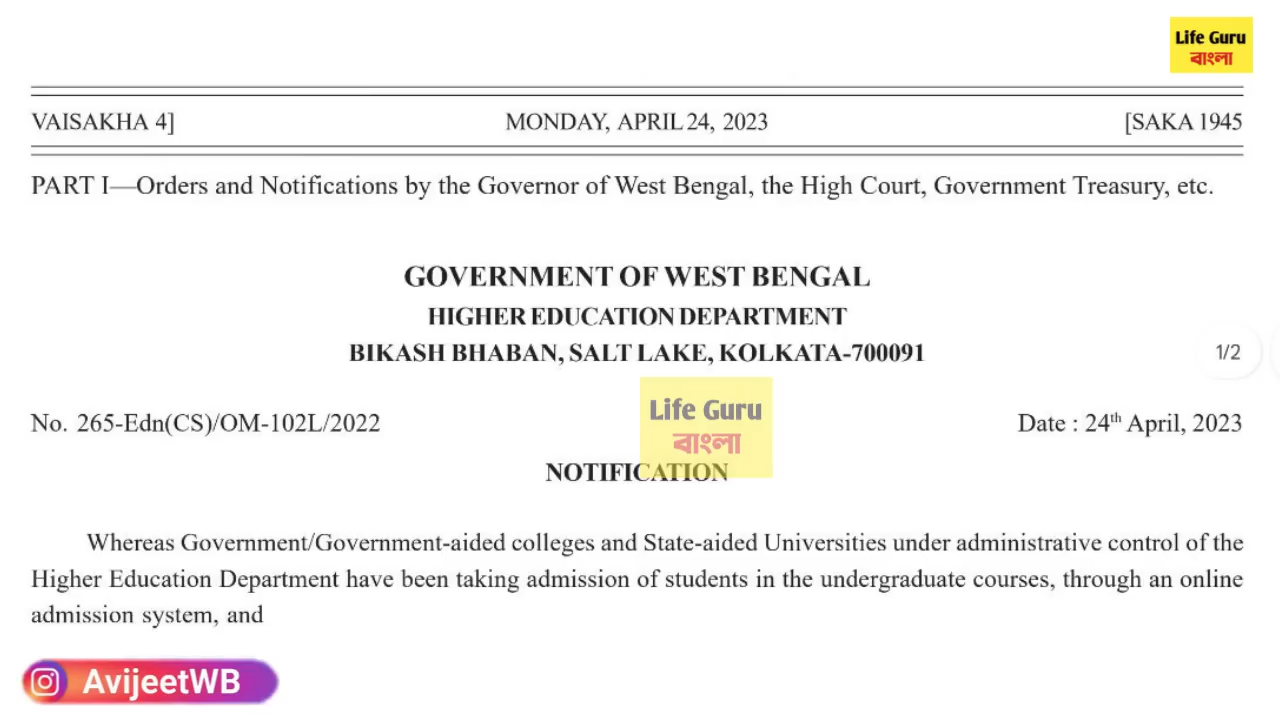 Life Guru
বাংলা
VAISAKHA 4] MONDAY, APRIL 24, 2023 [SAKA 1945
PART I—Orders and Notifications by the Governor of West Bengal, the High Court, Government Treasury, etc.
GOVERNMENT OF WEST BENGAL
HIGHER EDUCATION DEPARTMENT
BIKASH BHABAN, SALT LAKE, KOLKATA-700091
1/2
Life Guru
বাংলা
No. 265-Edn(CS)/OM-102L/2022 Date : 24th April, 2023
NOTIFICATION
Whereas Government/Government-aided colleges and State-aided Universities under administrative control of the
Higher Education Department have been taking admission of students in the undergraduate courses, through an online
admission system, and
AvijeetWB